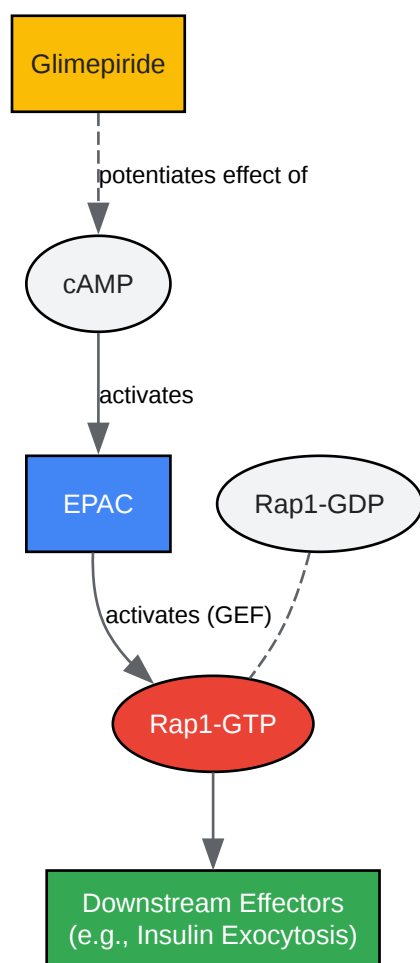 Glimepiride
potentiates effect of
cAMP
activates
EPAC
Rap1-GDP
activates (GEF)
Rap1-GTP
Downstream Effectors
(e.g., Insulin Exocytosis)